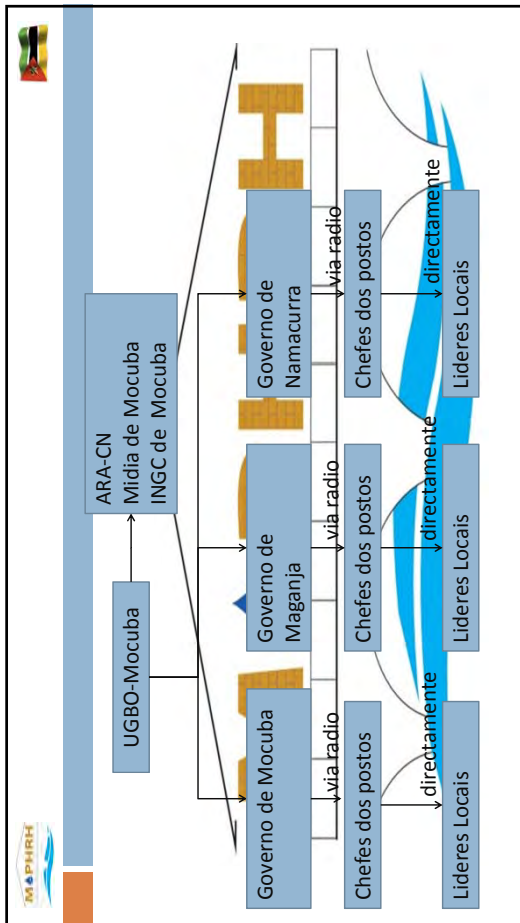 MOPHRH
UGBO-Mocuba
ARA-CN
Midia de Mocuba
INGC de Mocuba
Governo de Mocuba
Governo de
Maganja
Governo de
Namacurra
via radio
via radio
via radio
Chefes dos postos
Chefes dos postos
Chefes dos postos
directamente
directamente
directamente
Lideres Locais
Lideres Locais
Lideres Locais